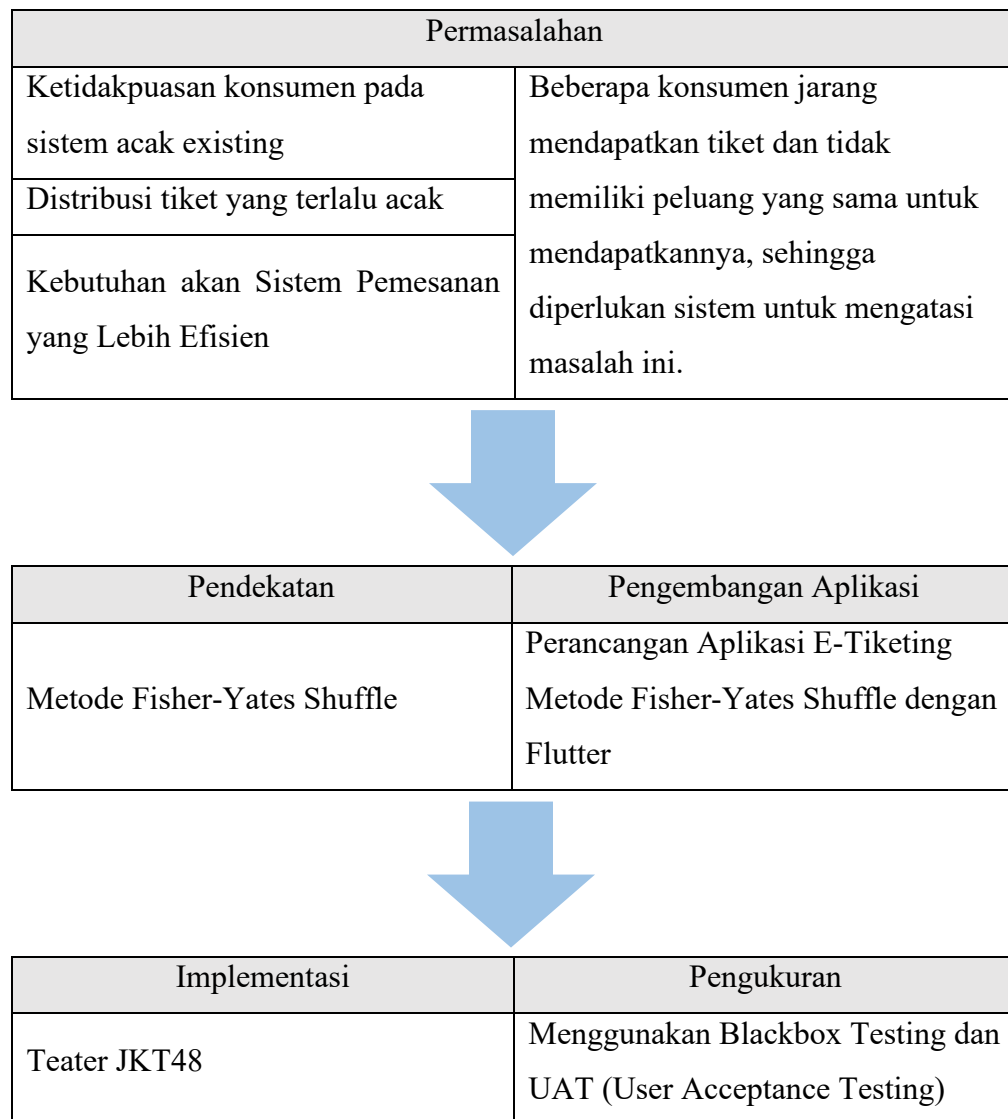 Permasalahan
Ketidakpuasan konsumen pada
sistem acak existing
Distribusi tiket yang terlalu acak
Kebutuhan akan Sistem Pemesanan
yang Lebih Efisien
Beberapa konsumen jarang
mendapatkan tiket dan tidak
memiliki peluang yang sama untuk
mendapatkannya, sehingga
diperlukan sistem untuk mengatasi
masalah ini.
Pendekatan
Pengembangan Aplikasi
Metode Fisher-Yates Shuffle
Perancangan Aplikasi E-Tiketing
Metode Fisher-Yates Shuffle dengan
Flutter
Implementasi
Pengukuran
Teater JKT48
Menggunakan Blackbox Testing dan
UAT (User Acceptance Testing)